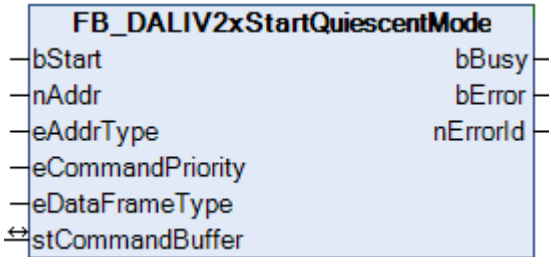 FB_DALIV2xStartQuiescentMode
bStart bBusy
nAddr bError
eAddrType nErrorId
eCommandPriority
eDataFrameType
stCommandBuffer